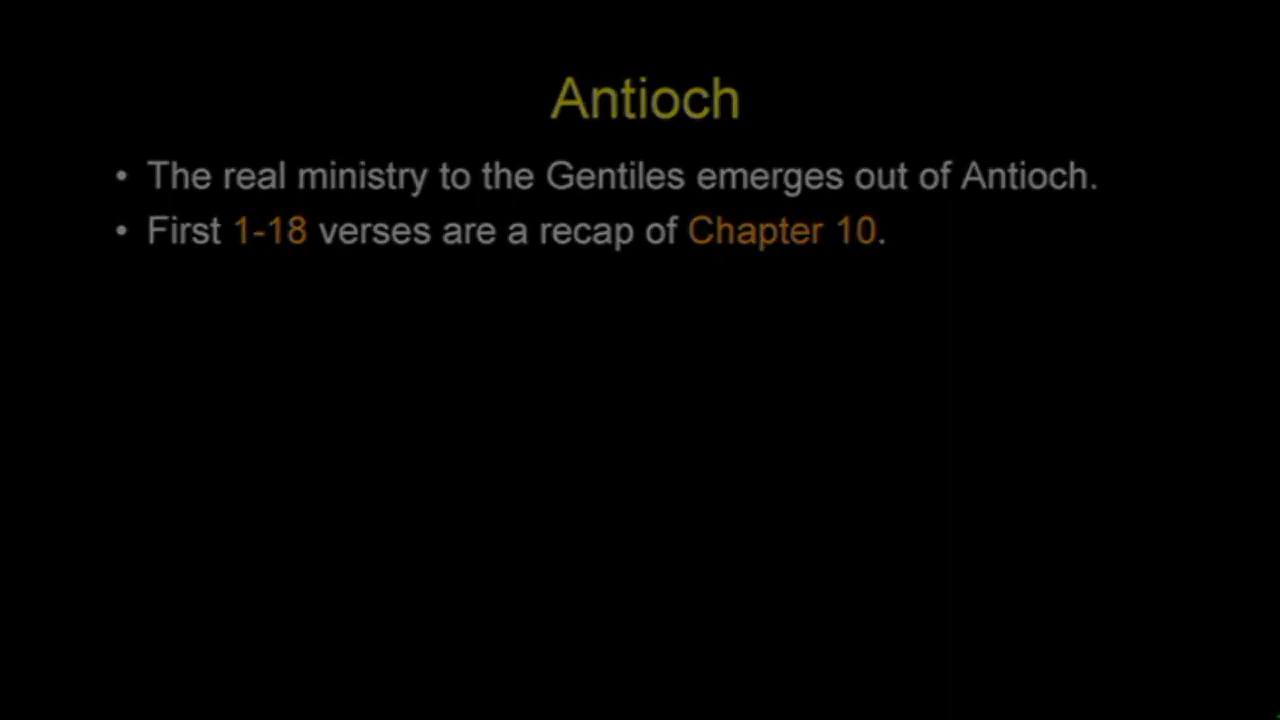 Antioch
• The real ministry to the Gentiles emerges out of Antioch.
• First 1-18 verses are a recap of Chapter 10.